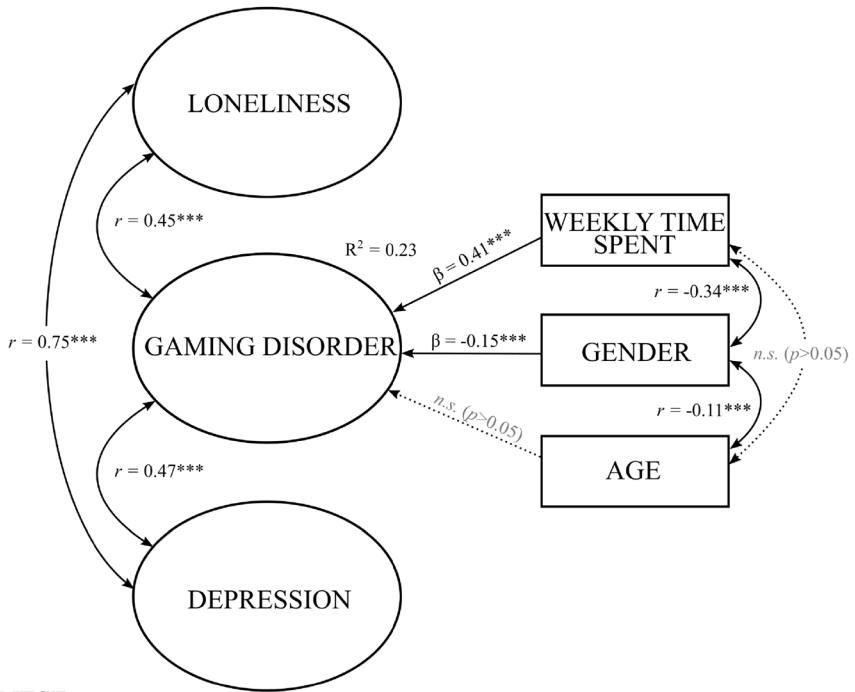 LONELINESS
r = 0.45***
R² = 0.23
WEEKLY TIME
SPENT
β = 0.41***
r = -0.34***
r = 0.75***
GAMING DISORDER
β = -0.15***
GENDER
n.s. (p>0.05)
n.s. (p>0.05)
r = -0.11***
r = 0.47***
AGE
DEPRESSION